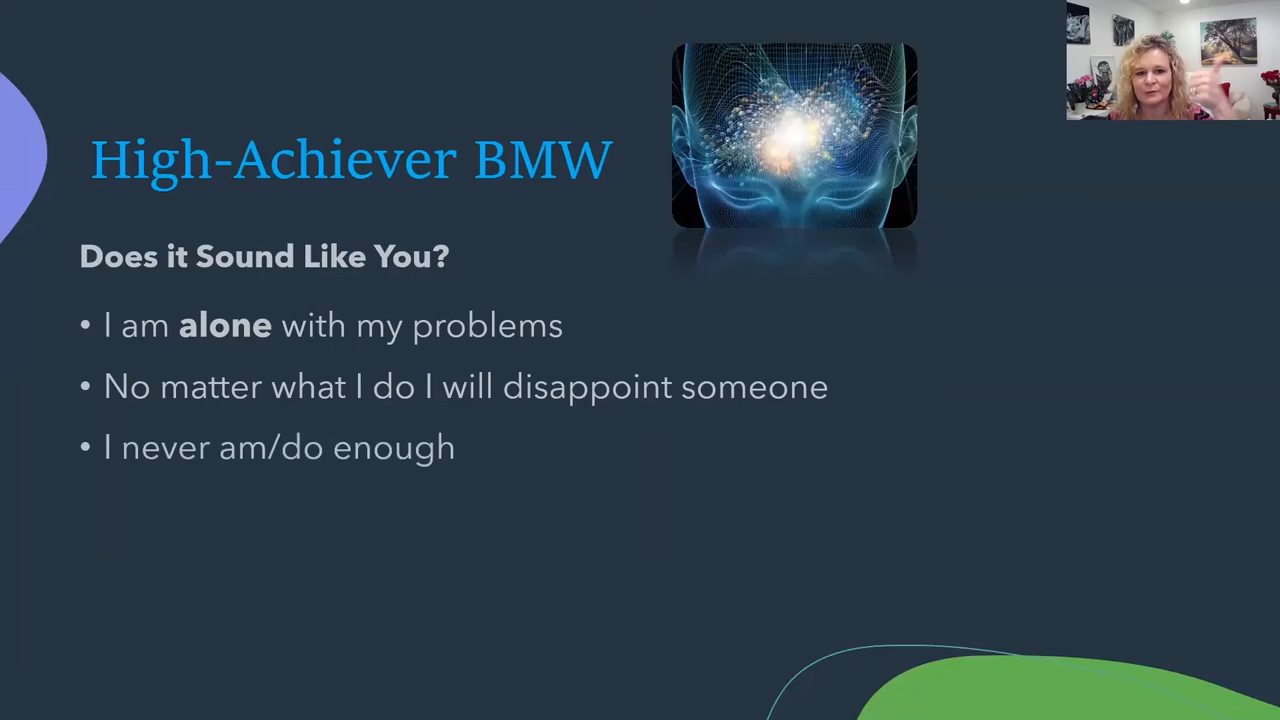 High-Achiever BMW
Does it Sound Like You?
• I am alone with my problems
• No matter what I do I will disappoint someone
• I never am/do enough